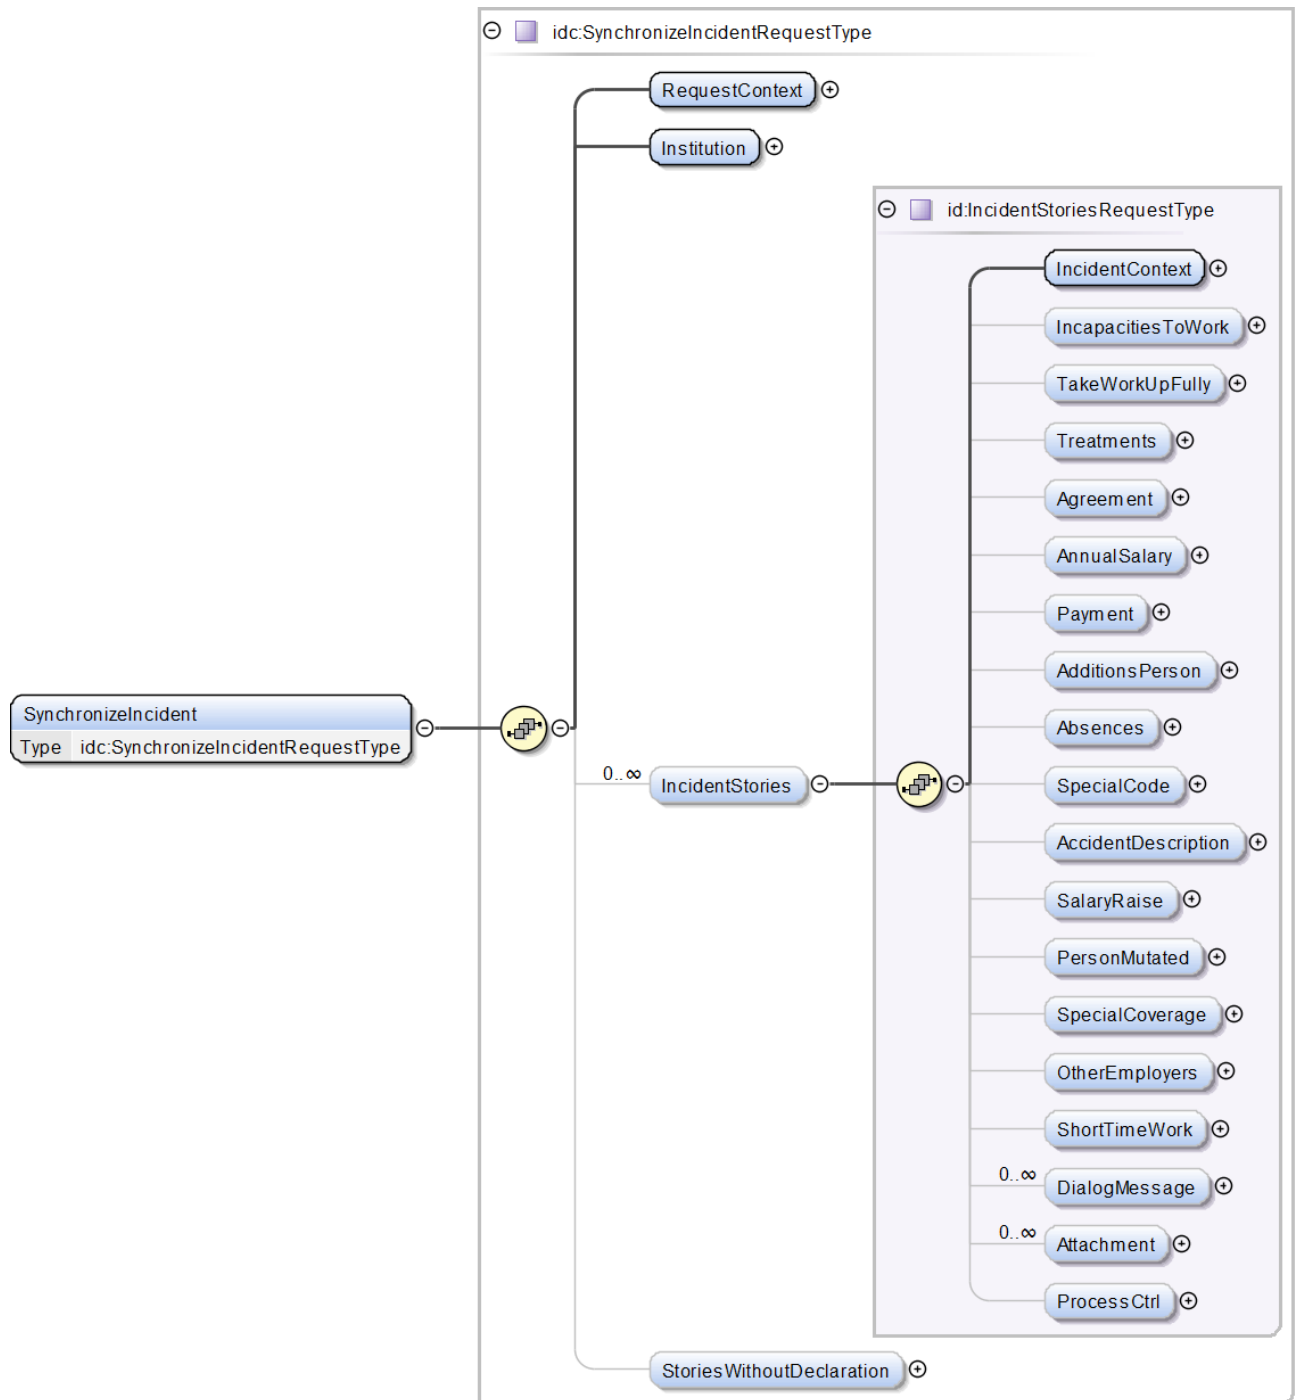 idc:SynchronizeIncidentRequestType
RequestContext
Institution
id:IncidentStoriesRequestType
IncidentContext
IncapacitiesToWork
TakeWorkUpFully
Treatments
Agreement
AnnualSalary
Payment
AdditionsPerson
Absences
SynchronizeIncident
Type idc:SynchronizeIncidentRequestType
0..∞
IncidentStories
SpecialCode
AccidentDescription
SalaryRaise
PersonMutated
SpecialCoverage
OtherEmployers
ShortTimeWork
0..∞
DialogMessage
0..∞
Attachment
ProcessCtrl
StoriesWithoutDeclaration